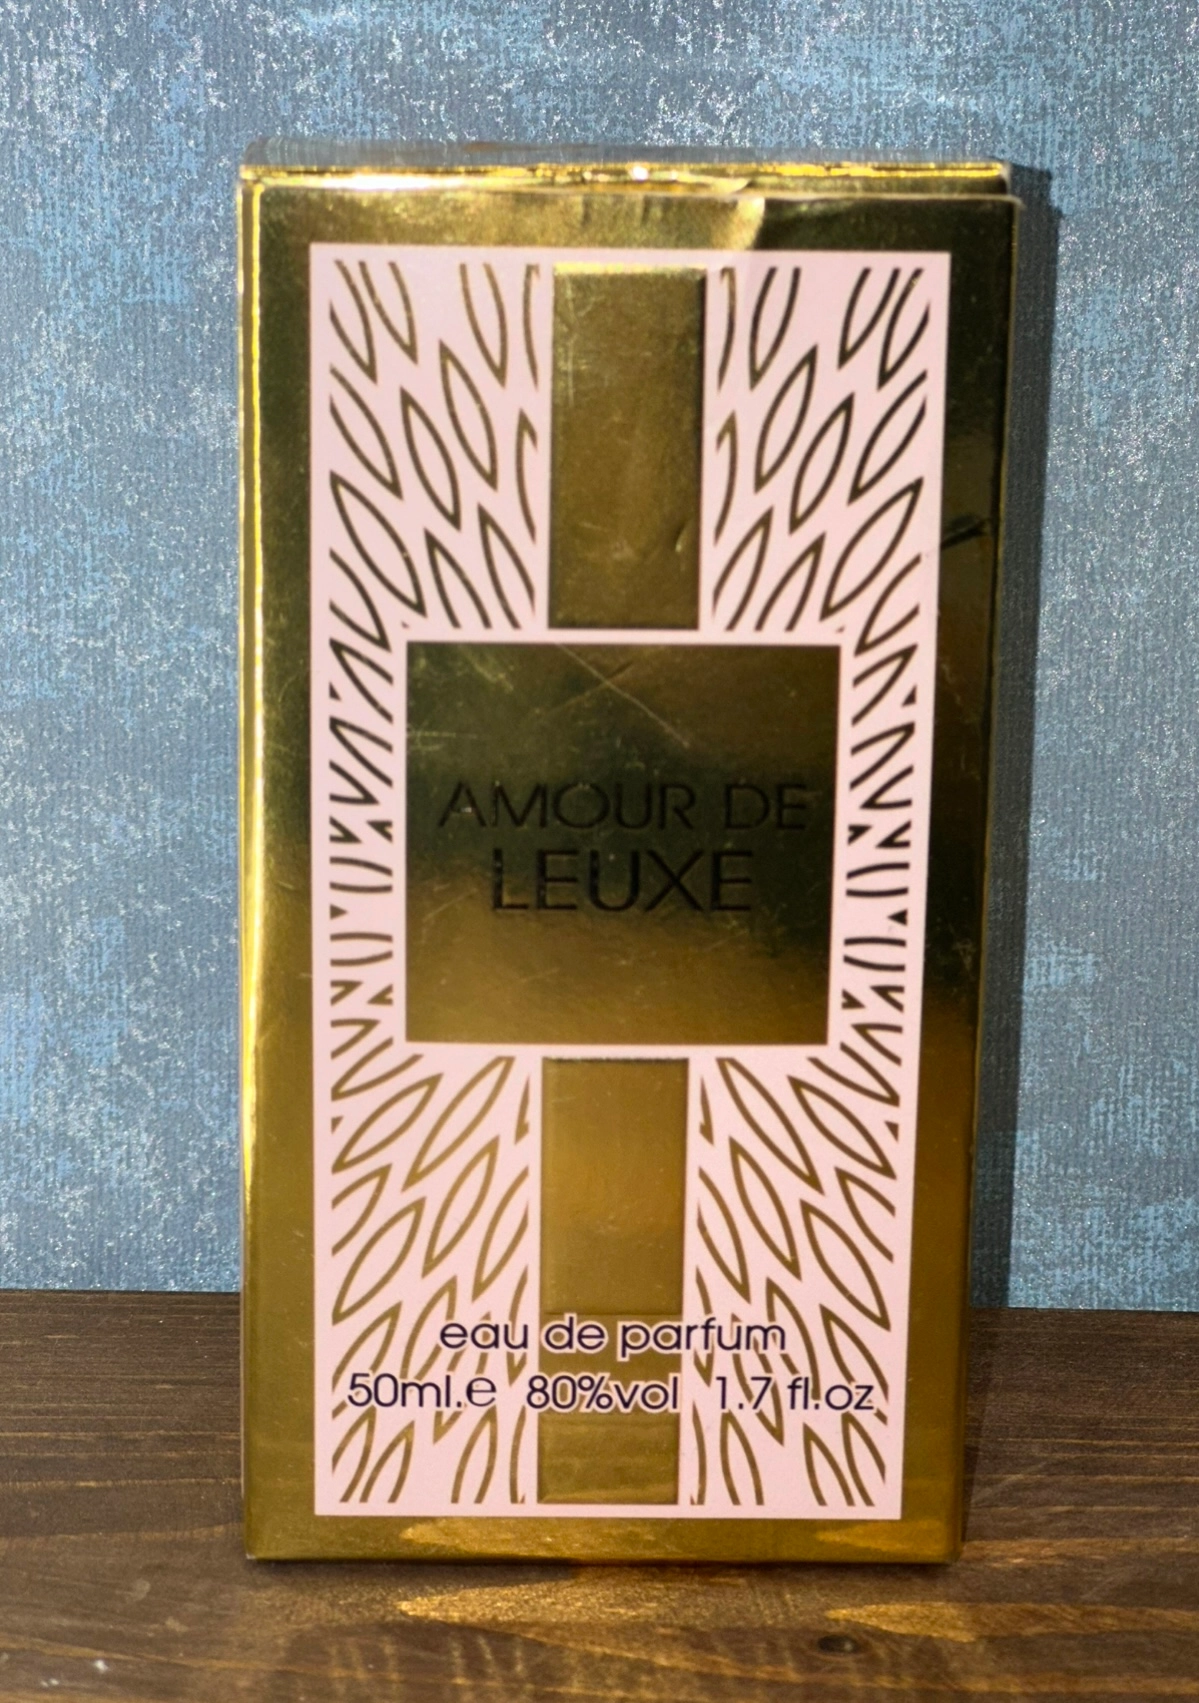 AMOUR DE
LEUXE
eau de parfum
50ml.e 80%vol 1.7 fl.oz